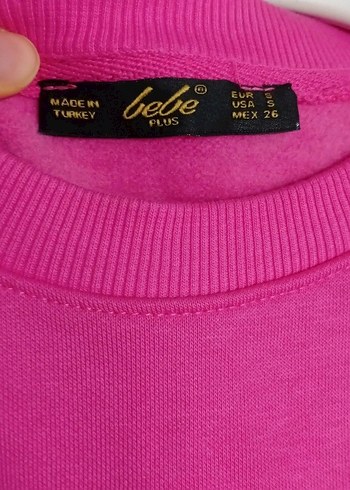 MADE IN
TURKEY
bebe
PLUS
EUR S
USA S
MEX 26